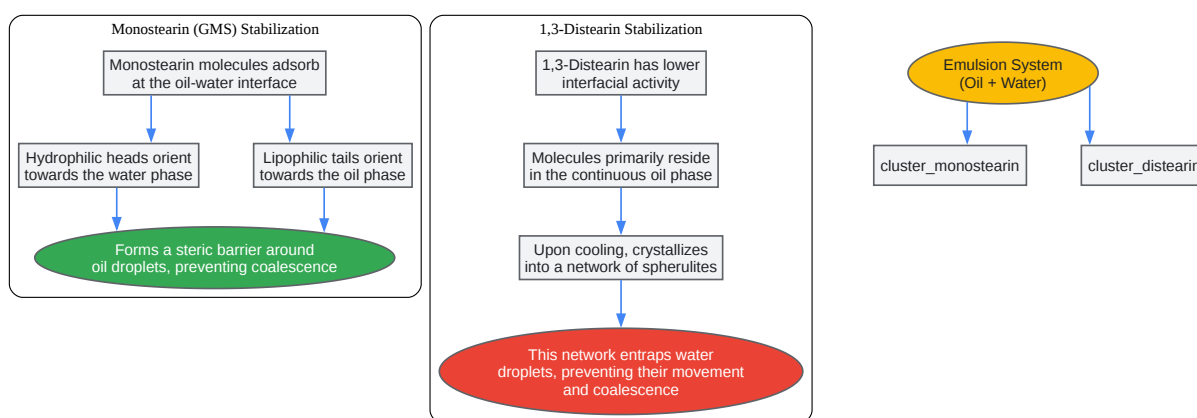 Monostearin (GMS) Stabilization
Monostearin molecules adsorb
at the oil-water interface
Hydrophilic heads orient
towards the water phase
Lipophilic tails orient
towards the oil phase
Forms a steric barrier around
oil droplets, preventing coalescence
1,3-Distearin Stabilization
1,3-Distearin has lower
interfacial activity
Molecules primarily reside
in the continuous oil phase
Upon cooling, crystallizes
into a network of spherulites
This network entraps water
droplets, preventing their movement
and coalescence
Emulsion System
(Oil + Water)
cluster_monostearin
cluster_distearin